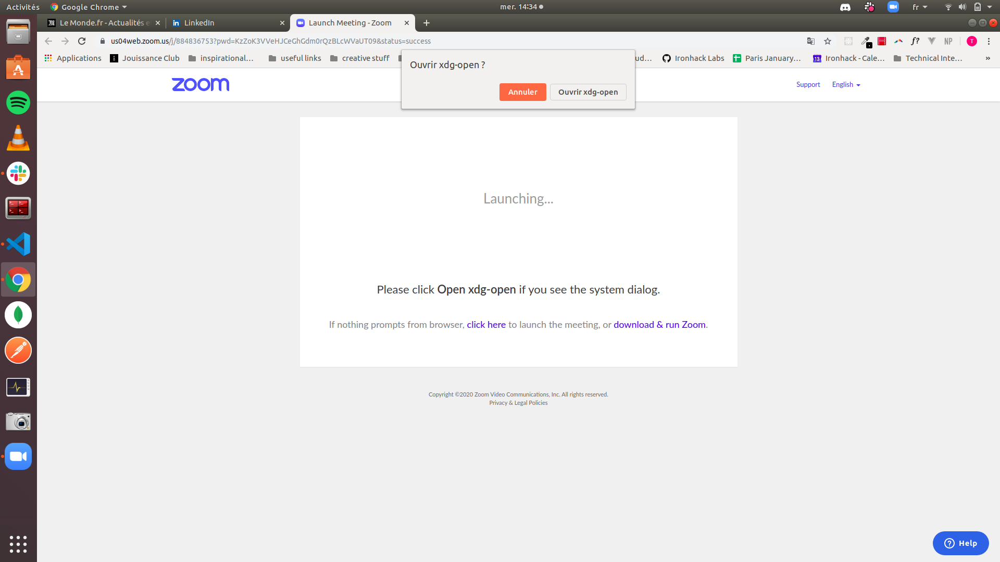 Activités
Google Chrome
mer. 14:34
fr
Le Monde.fr - Actualités e
LinkedIn
Launch Meeting - Zoom
us04web.zoom.us/j/884836753?pwd=KzZoK3VVeHJCeGhGdm0rQzBLcWVaUT09&status=success
f?
NP
T
Applications
Jouissance Club
inspirational…
useful links
creative stuff
ud…
Ironhack Labs
Paris January…
13
Ironhack - Cale…
Technical Inte…
»
Ouvrir xdg-open ?
Annuler
Ouvrir xdg-open
zoom
Support
English
Launching...
Please click Open xdg-open if you see the system dialog.
If nothing prompts from browser, click here to launch the meeting, or download & run Zoom.
Copyright ©2020 Zoom Video Communications, Inc. All rights reserved.
Privacy & Legal Policies
Help